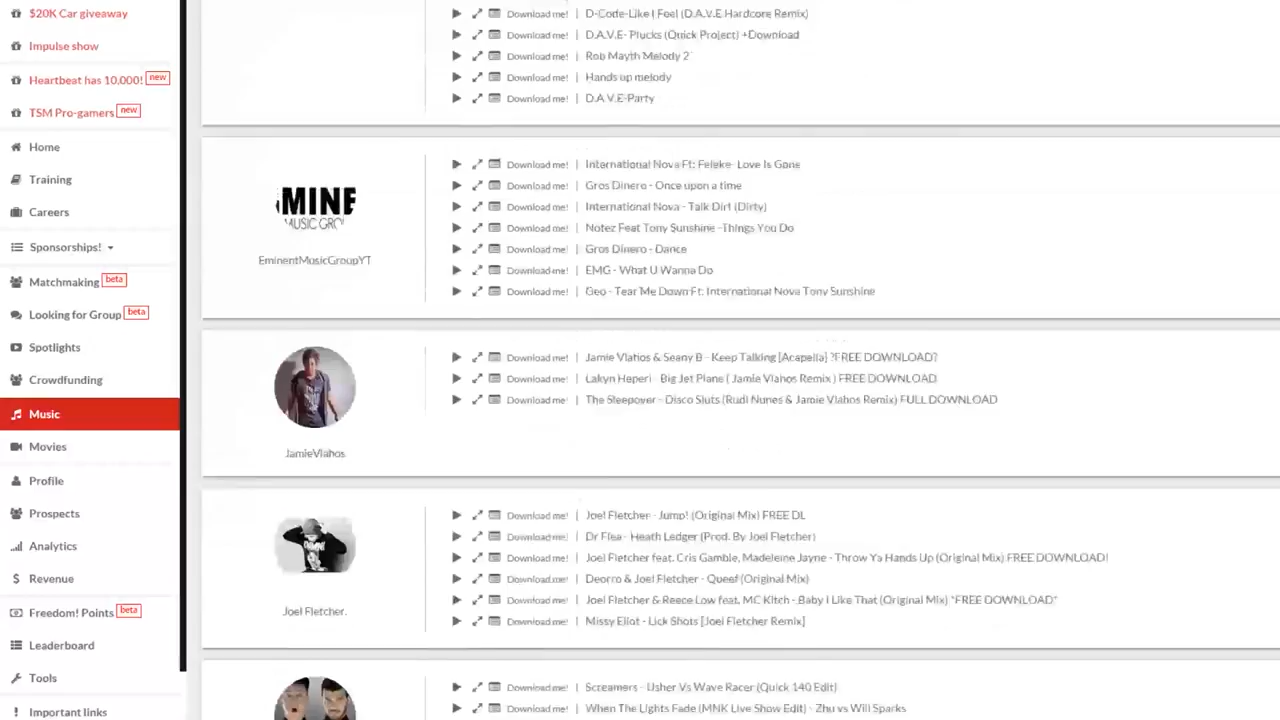 $20K Car giveaway
Impulse show
Heartbeat has 10,000! new
TSM Pro-gamers new
Home
Training
Careers
Sponsorships!
Matchmaking beta
Looking for Group beta
Spotlights
Crowdfunding
Music
Movies
Profile
Prospects
Analytics
Revenue
Freedom! Points beta
Leaderboard
Tools
Important links
Download me! | D-Code-Like I Feel (D.A.V.E Hardcore Remix)
Download me! | D.A.V.E- Plucks (Quick Project) +Download
Download me! | Rob Mayth Melody 2
Download me! | Hands up melody
Download me! | D.A.V.E-Party
MINE
MUSIC GRO
EminentMusicGroupYT
Download me! | International Nova Ft: Feleke- Love Is Gone
Download me! | Gros Dinero - Once upon a time
Download me! | International Nova - Talk Dirt (Dirty)
Download me! | Notez Feat Tony Sunshine -Things You Do
Download me! | Gros Dinero - Dance
Download me! | EMG - What U Wanna Do
Download me! | Geo - Tear Me Down Ft: International Nova Tony Sunshine
JamieVlahos
Download me! | Jamie Vlahos & Seany B - Keep Talking [Acapella] ?FREE DOWNLOAD?
Download me! | Lakyn Heperi - Big Jet Plane ( Jamie Vlahos Remix ) FREE DOWNLOAD
Download me! | The Sleepover - Disco Sluts (Rudi Nunes & Jamie Vlahos Remix) FULL DOWNLOAD
Joel Fletcher.
Download me! | Joel Fletcher - Jump! (Original Mix) FREE DL
Download me! | Dr Flea - Heath Ledger (Prod. By Joel Fletcher)
Download me! | Joel Fletcher feat. Cris Gamble, Madeleine Jayne - Throw Ya Hands Up (Original Mix) FREE DOWNLOAD!
Download me! | Deorro & Joel Fletcher - Queef (Original Mix)
Download me! | Joel Fletcher & Reece Low feat. MC Kitch - Baby I Like That (Original Mix) *FREE DOWNLOAD*
Download me! | Missy Elliot - Lick Shots [Joel Fletcher Remix]
Download me! | Screamers - Usher Vs Wave Racer (Quick 140 Edit)
Download me! | When The Lights Fade (MNK Live Show Edit) - Zhu vs Will Sparks